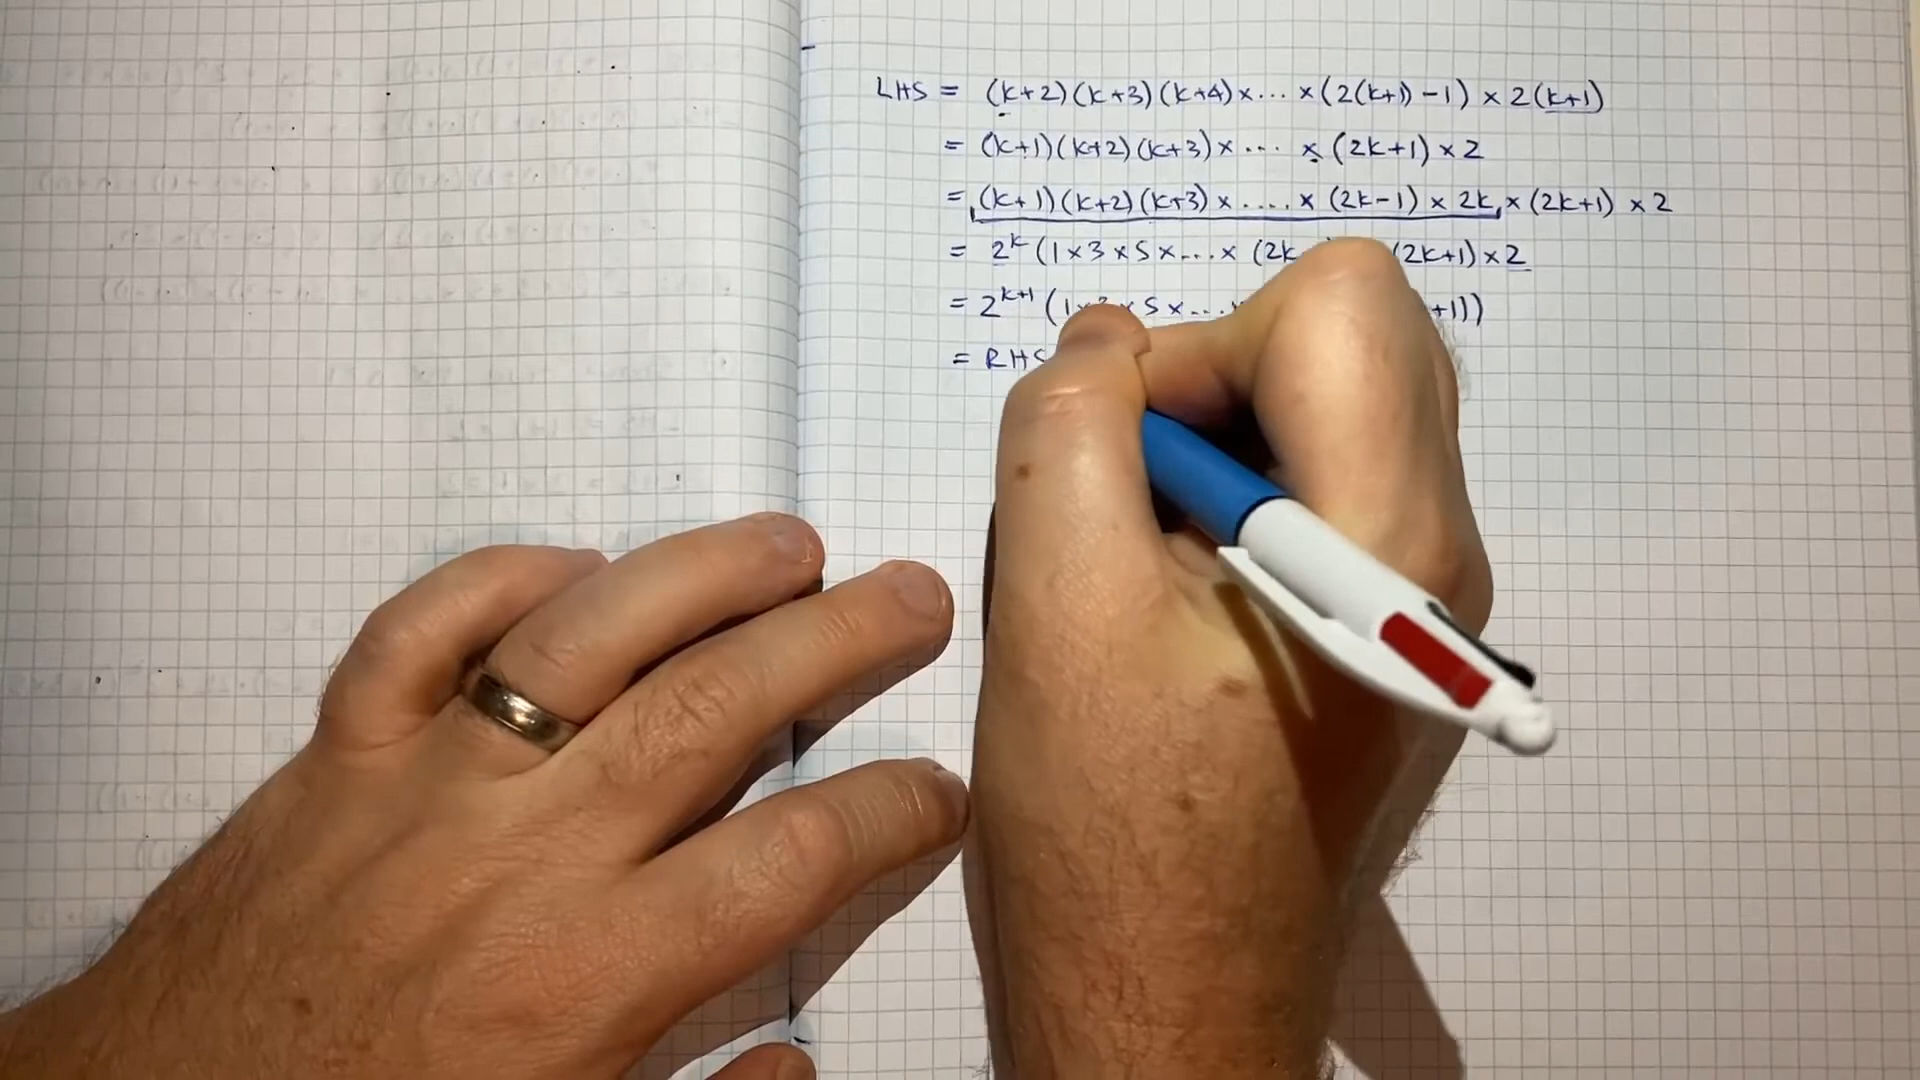 LHS = (k+2)(k+3)(k+4)×...×(2(k+1)-1)×2(k+1)
= (k+1)(k+2)(k+3)×...×(2k+1)×2
= (k+1)(k+2)(k+3)×....×(2k-1)×2k×(2k+1)×2
= 2^k(1×3×5×...×(2k (2k+1)×2
= 2^{k+1}(1×3×5×... +1))
= RHS